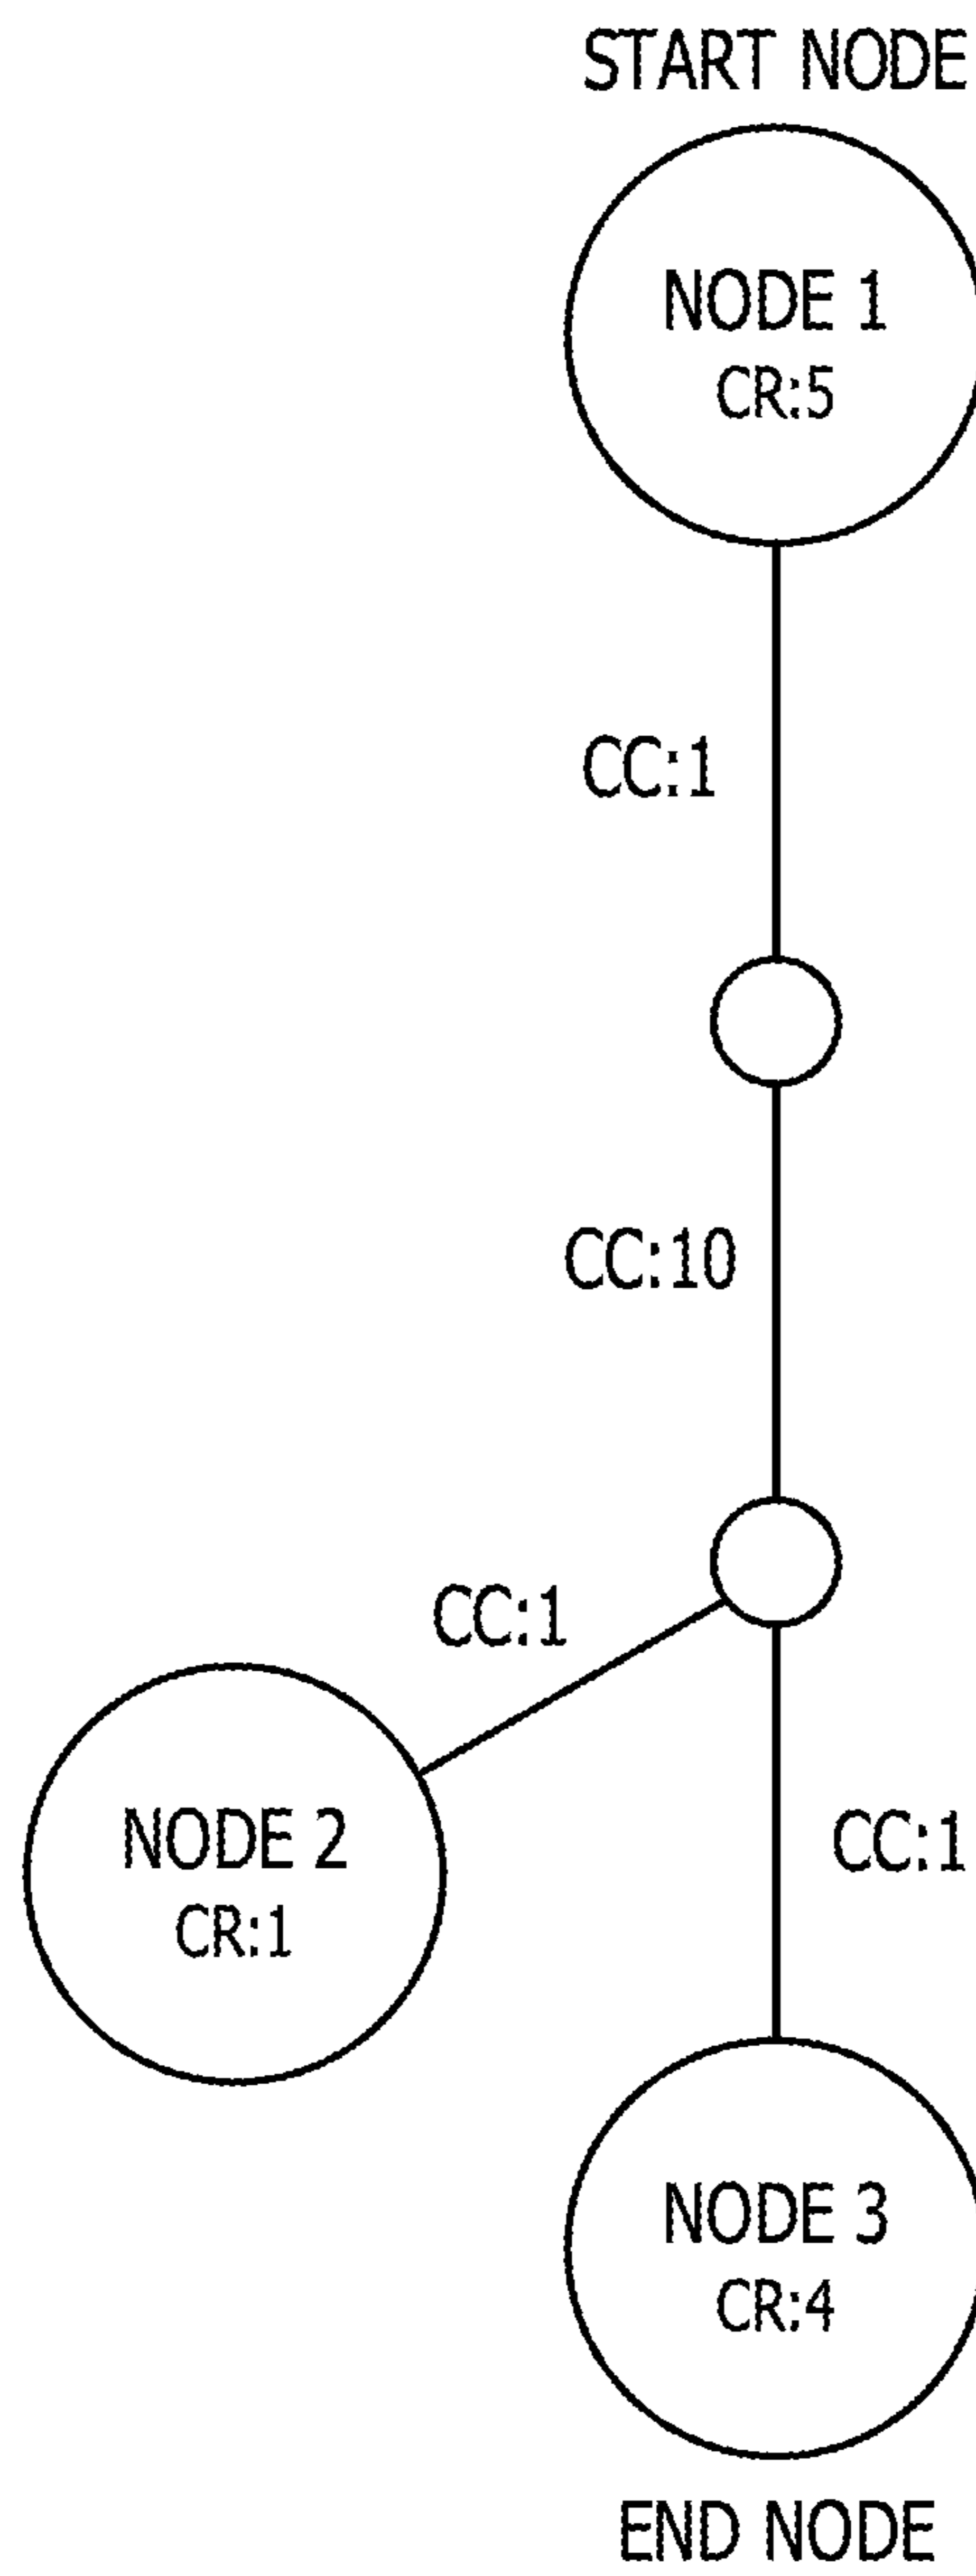 START NODE
NODE 1
CR:5
CC:1
CC:10
CC:1
NODE 2
CR:1
CC:1
NODE 3
CR:4
END NODE